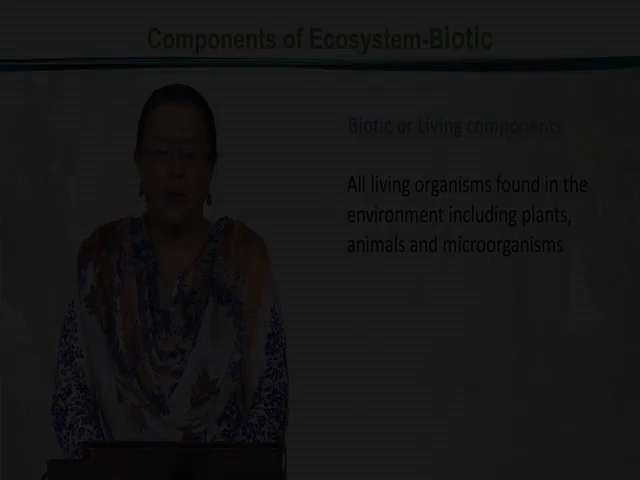 Components of Ecosystem-Biotic
Biotic or Living components
All living organisms found in the
environment including plants,
animals and microorganisms